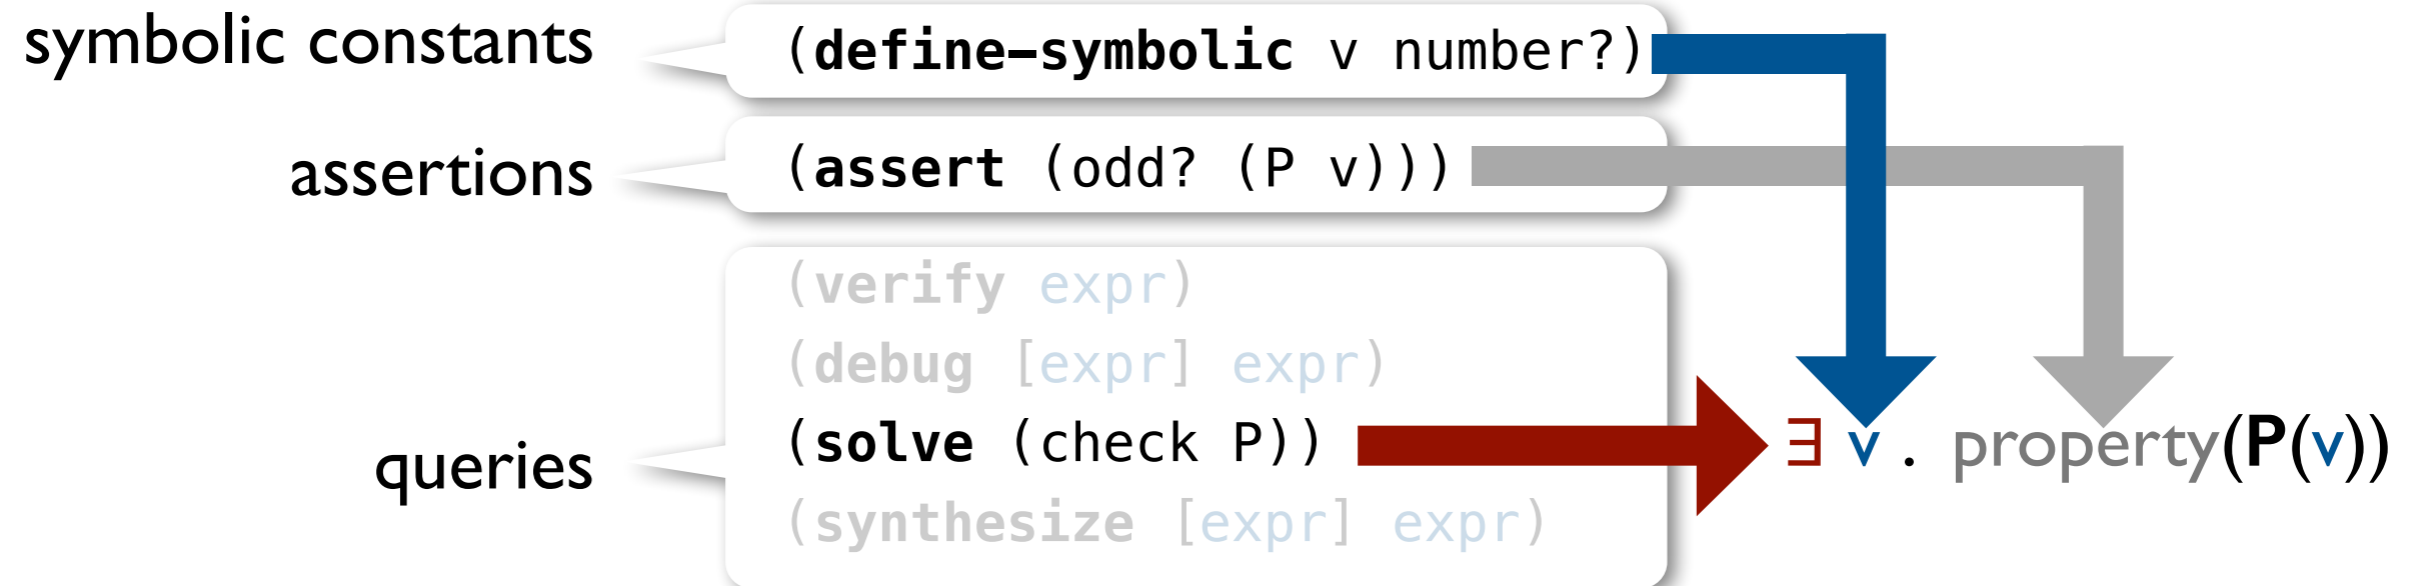 symbolic constants
(define-symbolic v number?)
assertions
(assert (odd? (P v)))
(verify expr)
(debug [expr] expr)
queries
(solve (check P))
∃ v . property(P(v))
(synthesize [expr] expr)